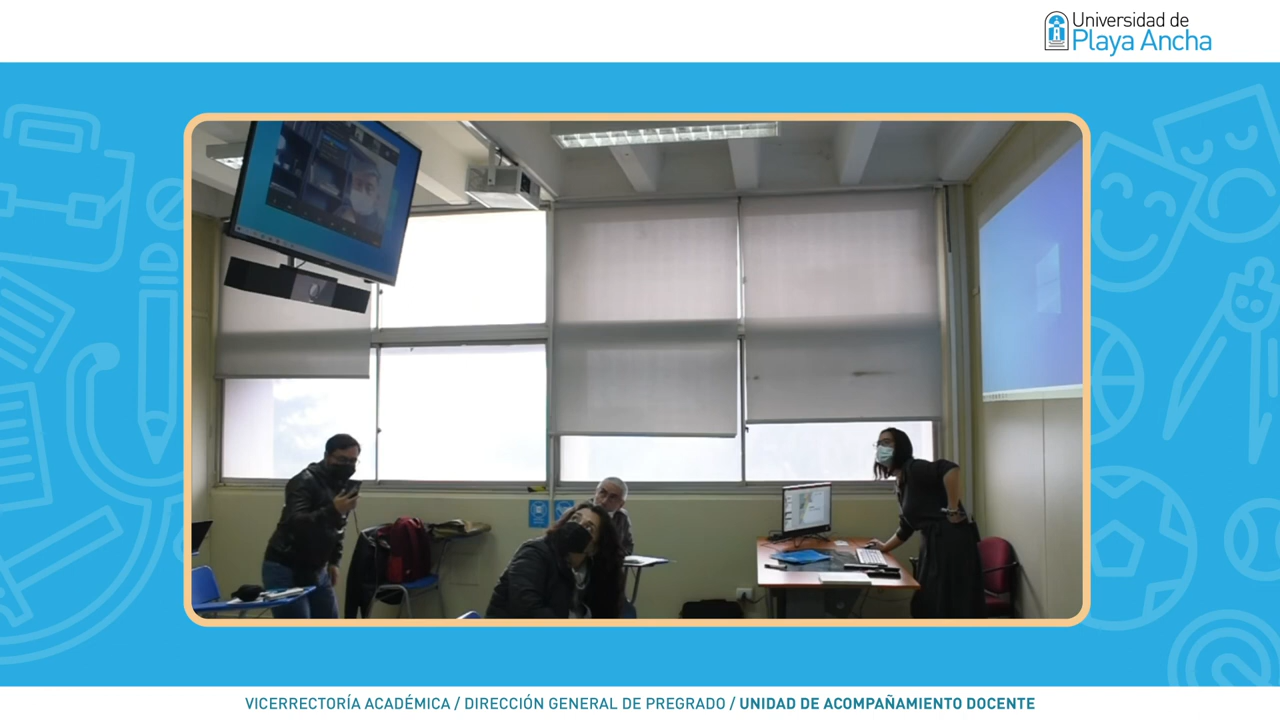 Universidad de
Playa Ancha
VICERRECTORÍA ACADÉMICA / DIRECCIÓN GENERAL DE PREGRADO / UNIDAD DE ACOMPAÑAMIENTO DOCENTE